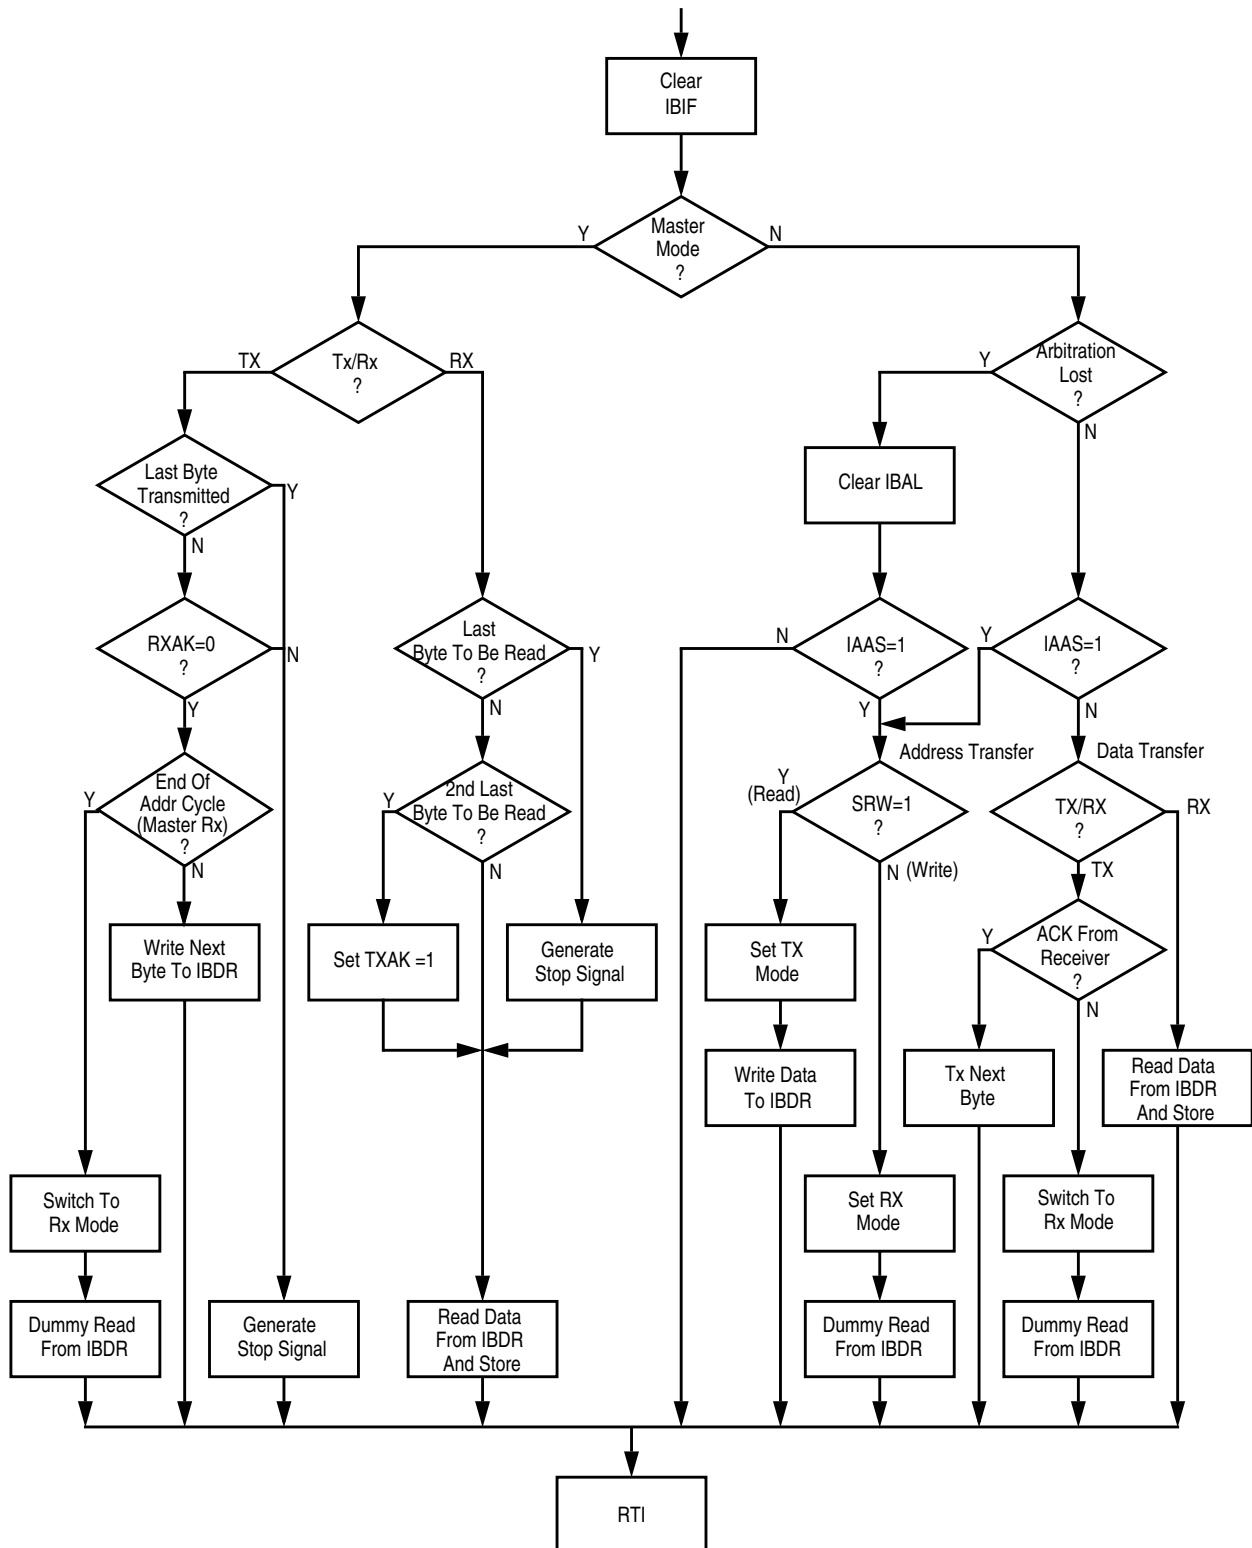 Clear
IBIF
Master
Mode
?
Y
N
Tx/Rx
?
TX
RX
Arbitration
Lost
?
Y
N
Last Byte
Transmitted
?
Y
N
Clear IBAL
RXAK=0
?
N
Y
Last
Byte To Be Read
?
Y
N
IAAS=1
?
N
Y
IAAS=1
?
Y
N
Address Transfer
Data Transfer
End Of
Addr Cycle
(Master Rx)
?
Y
N
2nd Last
Byte To Be Read
?
Y
N
Y
(Read)
SRW=1
?
N (Write)
TX/RX
?
RX
TX
Write Next
Byte To IBDR
Set TXAK =1
Generate
Stop Signal
Set TX
Mode
ACK From
Receiver
?
Y
N
Write Data
To IBDR
Tx Next
Byte
Read Data
From IBDR
And Store
Switch To
Rx Mode
Set RX
Mode
Switch To
Rx Mode
Dummy Read
From IBDR
Generate
Stop Signal
Read Data
From IBDR
And Store
Dummy Read
From IBDR
Dummy Read
From IBDR
RTI